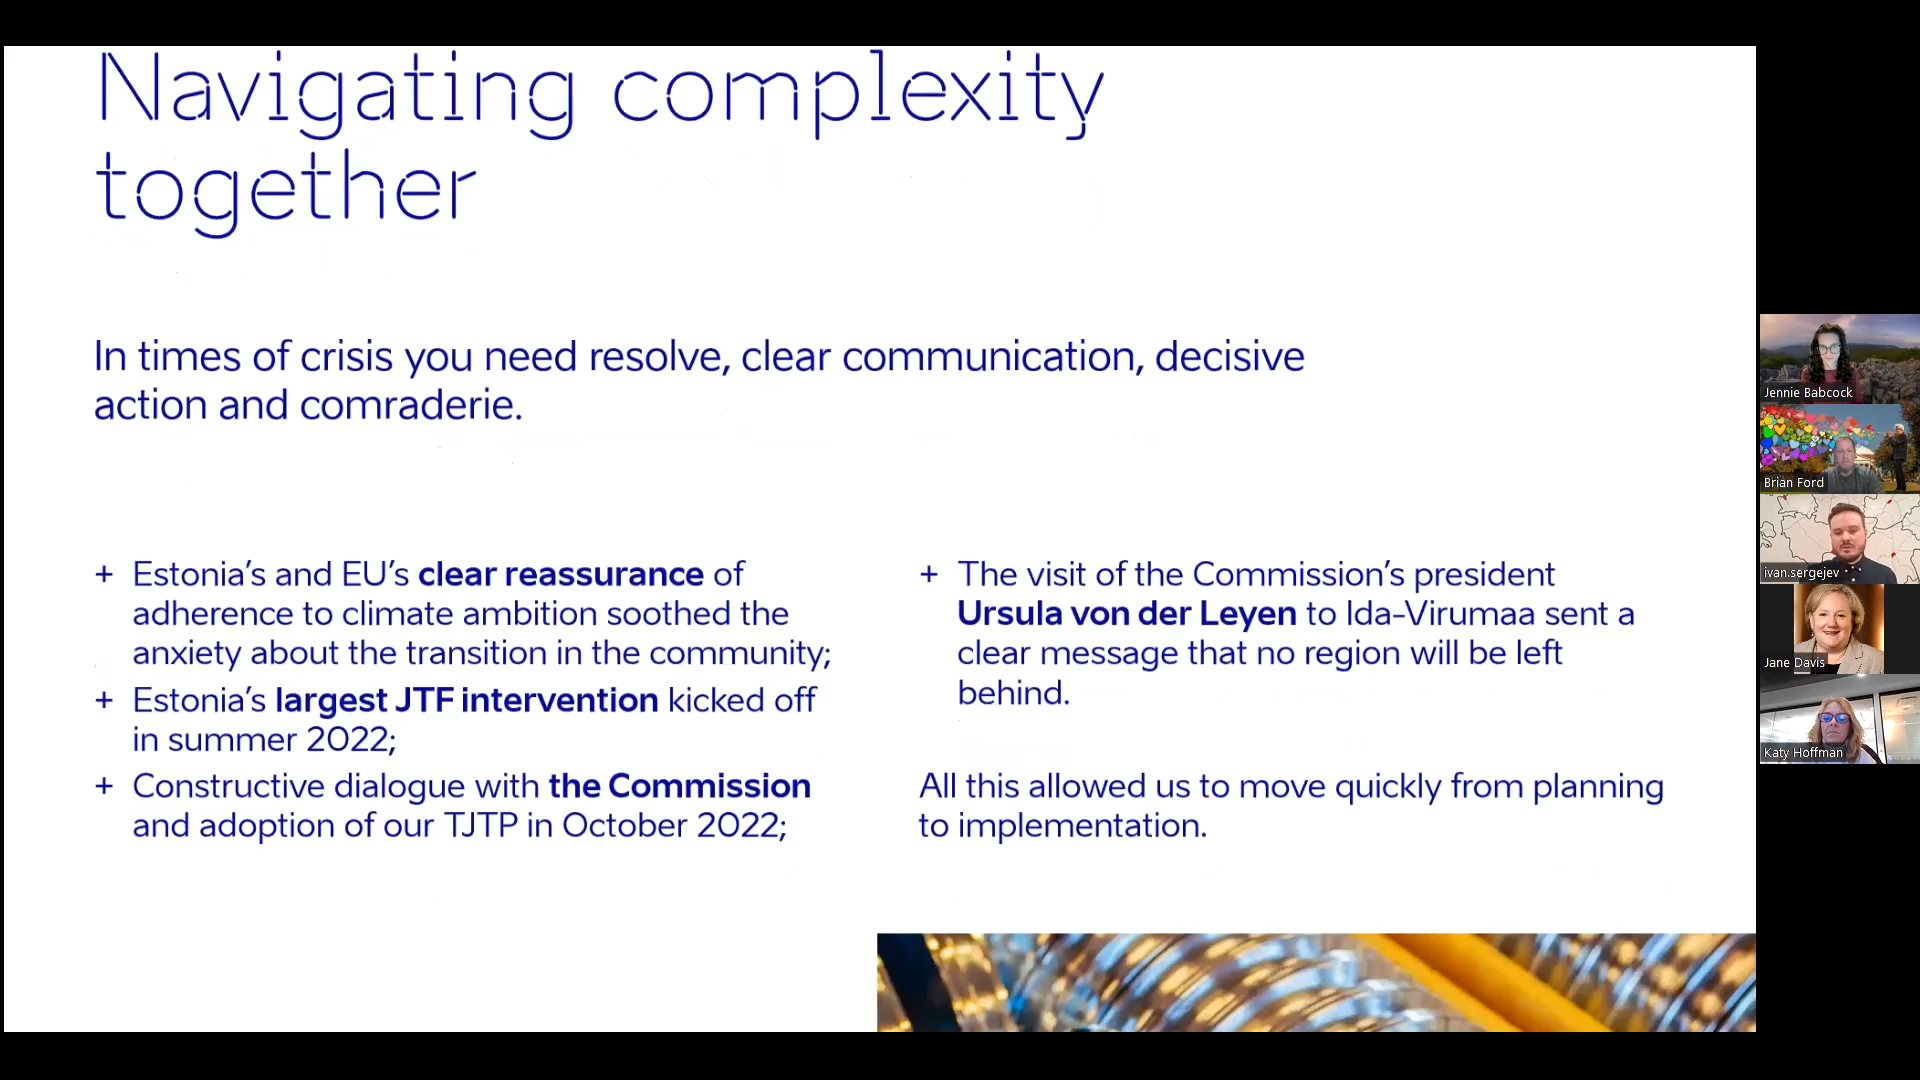 Navigating complexity
together
In times of crisis you need resolve, clear communication, decisive
action and comraderie.
+ Estonia’s and EU’s clear reassurance of
adherence to climate ambition soothed the
anxiety about the transition in the community;
+ Estonia’s largest JTF intervention kicked off
in summer 2022;
+ Constructive dialogue with the Commission
and adoption of our TJTP in October 2022;
+ The visit of the Commission’s president
Ursula von der Leyen to Ida-Virumaa sent a
clear message that no region will be left
behind.
All this allowed us to move quickly from planning
to implementation.
Jennie Babcock
Brian Ford
ivan.sergejev
Jane Davis
Katy Hoffman